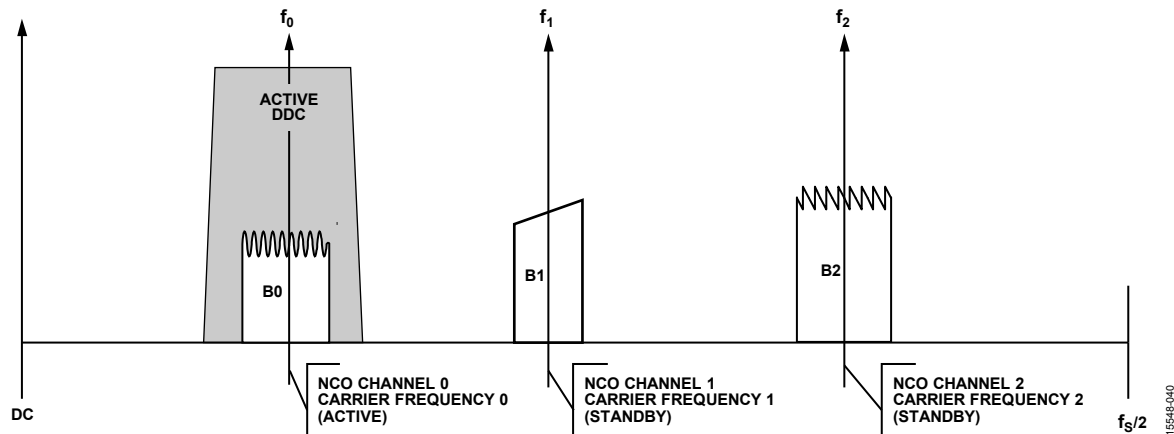 f0
f1
f2
ACTIVE
DDC
B0
B1
B2
NCO CHANNEL 0
CARRIER FREQUENCY 0
(ACTIVE)
NCO CHANNEL 1
CARRIER FREQUENCY 1
(STANDBY)
NCO CHANNEL 2
CARRIER FREQUENCY 2
(STANDBY)
DC
fS/2
15548-040